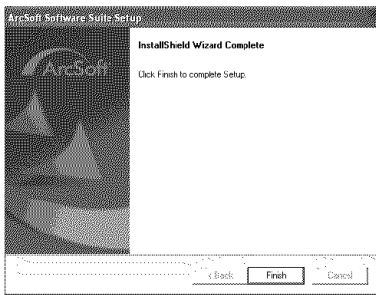 ArcSoft Software Suite Setup
InstallShield Wizard Complete
ArcSoft
Click Finish to complete Setup.
< Back
Finish
Cancel